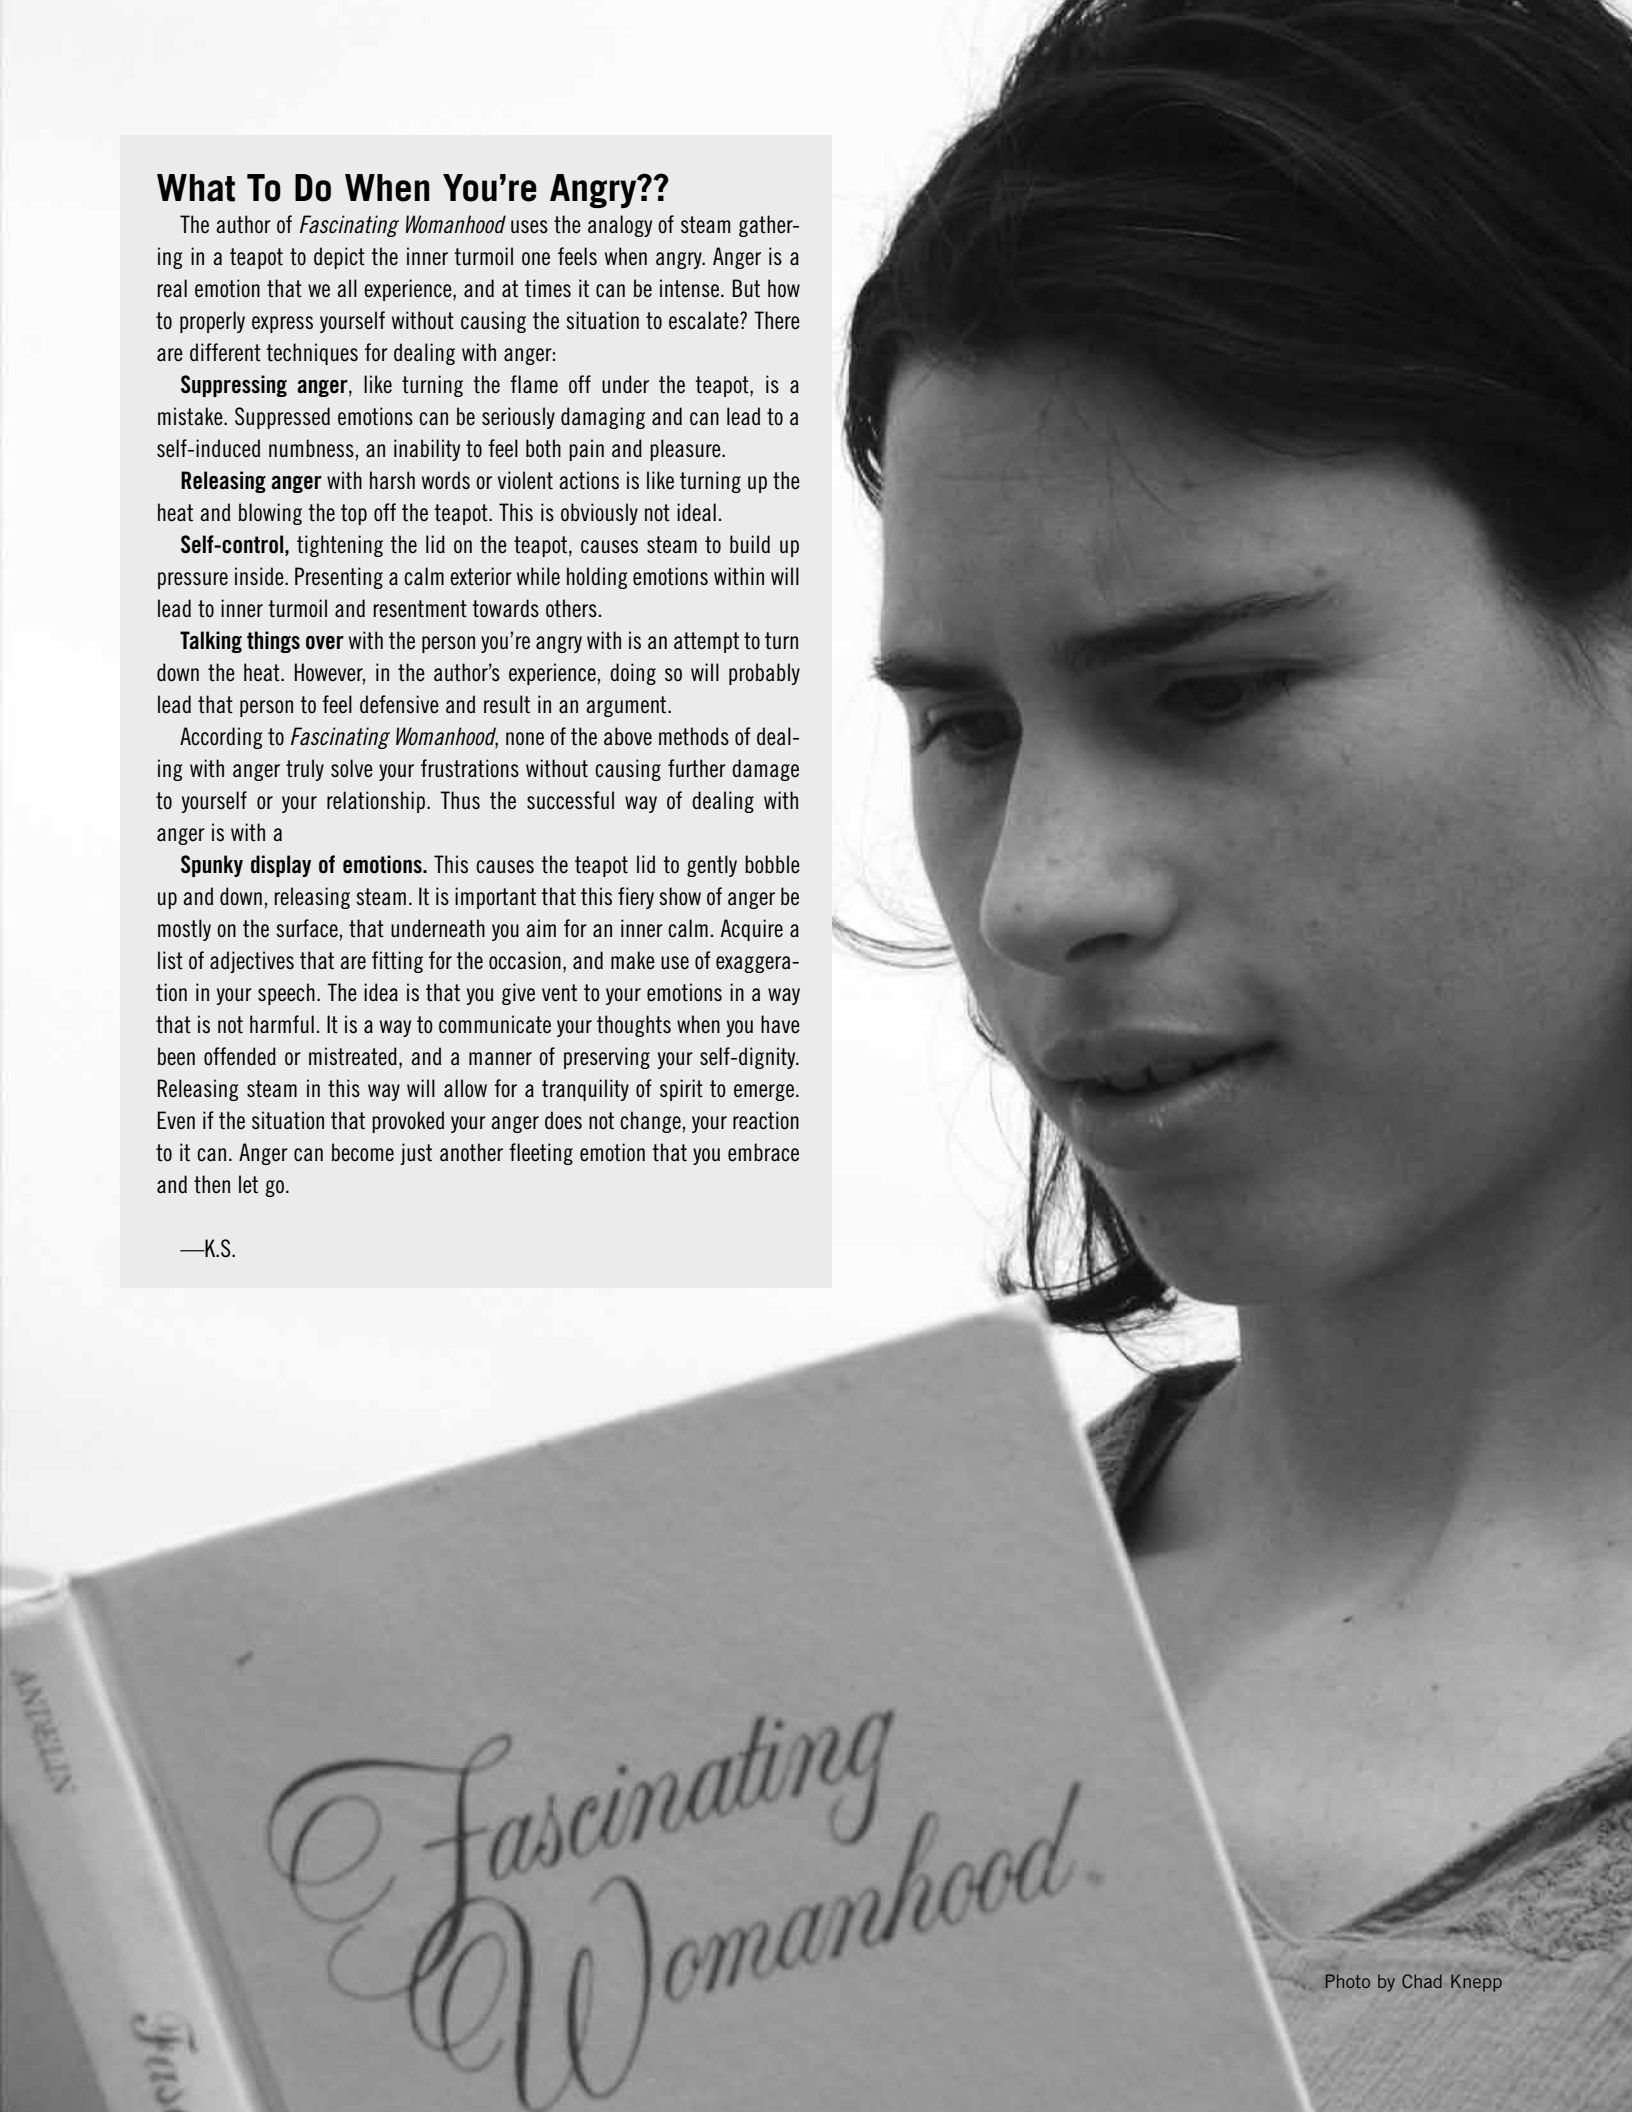 What To Do When You're Angry??
The author of Fascinating Womanhood uses the analogy of steam gather-
ing in a teapot to depict the inner turmoil one feels when angry. Anger is a
real emotion that we all experience, and at times it can be intense. But how
to properly express yourself without causing the situation to escalate? There
are different techniques for dealing with anger:
Suppressing anger, like turning the flame off under the teapot, is a
mistake. Suppressed emotions can be seriously damaging and can lead to a
self-induced numbness, an inability to feel both pain and pleasure.
Releasing anger with harsh words or violent actions is like turning up the
heat and blowing the top off the teapot. This is obviously not ideal.
Self-control, tightening the lid on the teapot, causes steam to build up
pressure inside. Presenting a calm exterior while holding emotions within will
lead to inner turmoil and resentment towards others.
Talking things over with the person you're angry with is an attempt to turn
down the heat. However, in the author's experience, doing so will probably
lead that person to feel defensive and result in an argument.
According to Fascinating Womanhood, none of the above methods of deal-
ing with anger truly solve your frustrations without causing further damage
to yourself or your relationship. Thus the successful way of dealing with
anger is with a
Spunky display of emotions. This causes the teapot lid to gently bobble
up and down, releasing steam. It is important that this fiery show of anger be
mostly on the surface, that underneath you aim for an inner calm. Acquire a
list of adjectives that are fitting for the occasion, and make use of exaggera-
tion in your speech. The idea is that you give vent to your emotions in a way
that is not harmful. It is a way to communicate your thoughts when you have
been offended or mistreated, and a manner of preserving your self-dignity.
Releasing steam in this way will allow for a tranquility of spirit to emerge.
Even if the situation that provoked your anger does not change, your reaction
to it can. Anger can become just another fleeting emotion that you embrace
and then let go.
—K.S.
ANDELIN
Fas
Fascinating
Womanhood.
Photo by Chad Knepp